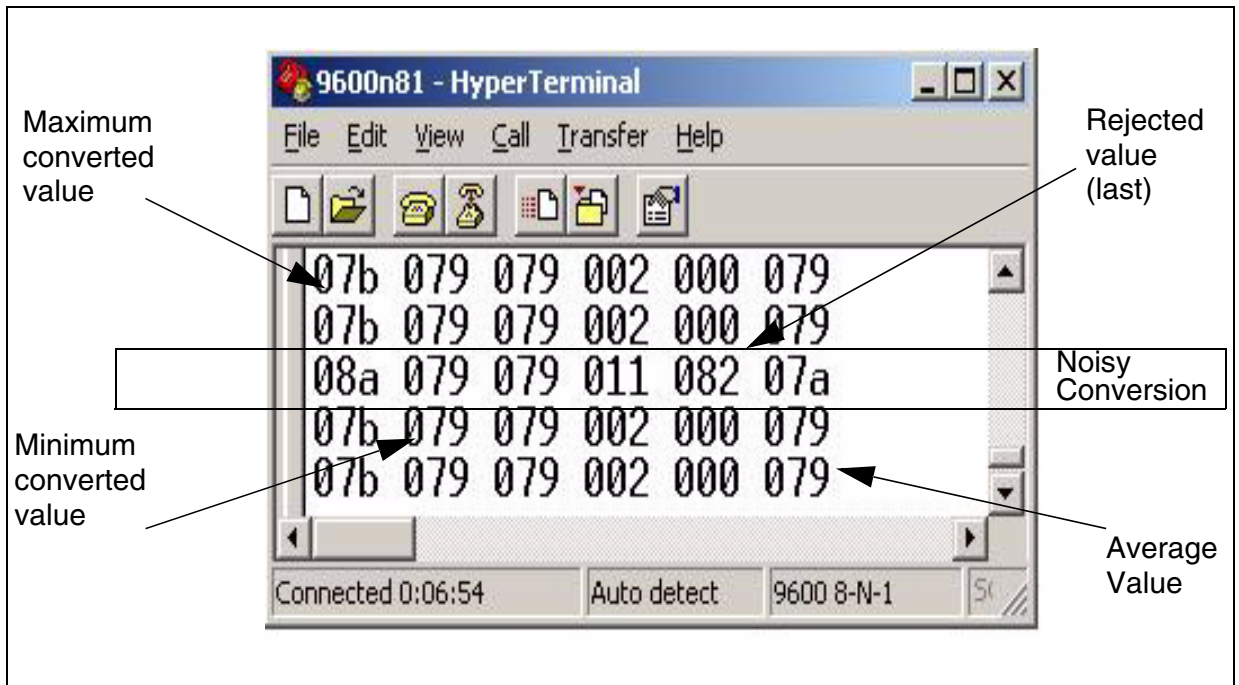 9600n81 - HyperTerminal
File Edit View Call Transfer Help
Maximum
converted
value
Rejected
value
(last)
07b 079 079 002 000 079
07b 079 079 002 000 079
08a 079 079 011 082 07a
Noisy
Conversion
07b 079 079 002 000 079
07b 079 079 002 000 079
Minimum
converted
value
Average
Value
Connected 0:06:54 Auto detect 9600 8-N-1